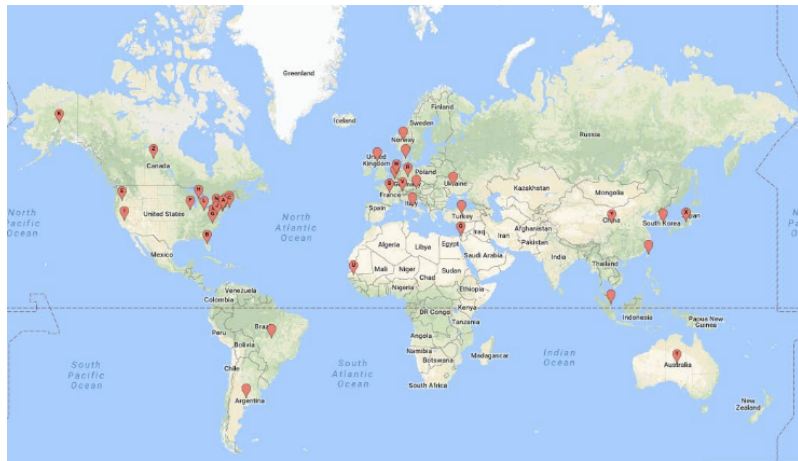 Greenland
Iceland
Finland
Sweden
Norway
Russia
Canada
United
Kingdom
Poland
Ukraine
France
Kazakhstan
Mongolia
North
Pacific
Ocean
United States
North
Atlantic
Ocean
Spain
Italy
Turkey
China
South Korea
Afghanistan
Iraq
Iran
Pakistan
Algeria
Libya
Egypt
Saudi Arabia
India
Mexico
Mali
Niger
Chad
Sudan
Thailand
Nigeria
Ethiopia
Venezuela
Colombia
DR Congo
Kenya
Tanzania
Indonesia
Papua New
Guinea
Peru
Bolivia
Angola
Namibia
Botswana
Madagascar
South
Pacific
Ocean
Chile
South
Atlantic
Ocean
Indian
Ocean
Australia
South Africa
Argentina
New
Zealand